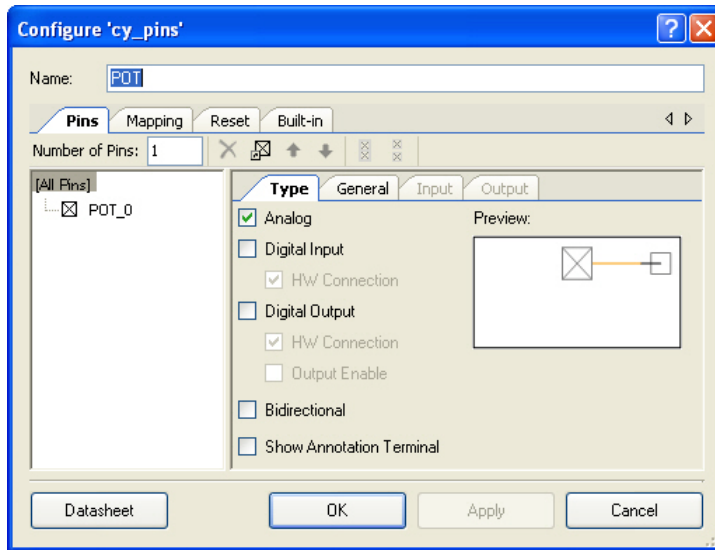 Configure 'cy_pins'
Name: POT
Pins Mapping Reset Built-in
Number of Pins: 1
[All Pins]
POT_0
Type General Input Output
Analog
Preview:
Digital Input
HW Connection
Digital Output
HW Connection
Output Enable
Bidirectional
Show Annotation Terminal
Datasheet OK Apply Cancel